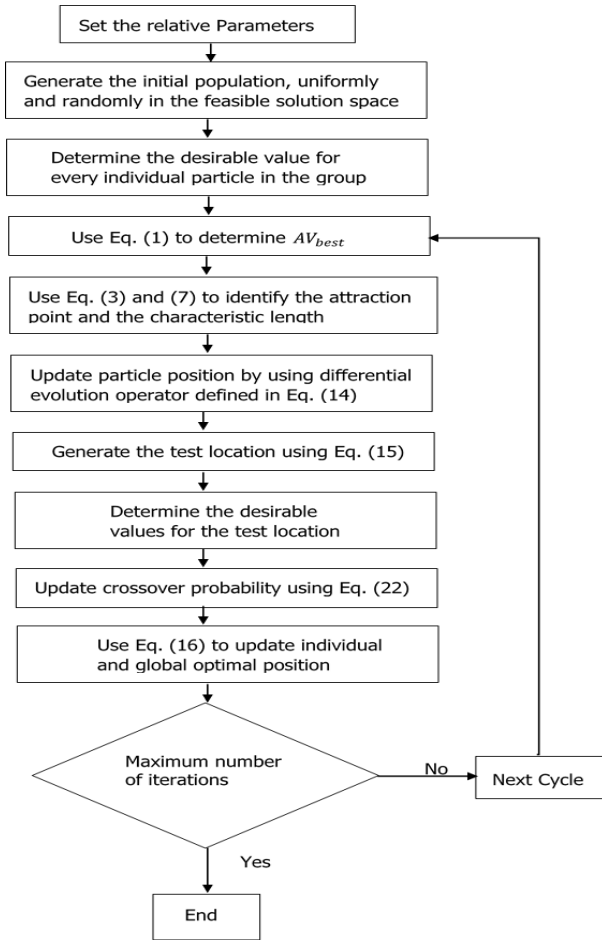 Set the relative Parameters
Generate the initial population, uniformly
and randomly in the feasible solution space
Determine the desirable value for
every individual particle in the group
Use Eq. (1) to determine AV_best
Use Eq. (3) and (7) to identify the attraction
point and the characteristic length
Update particle position by using differential
evolution operator defined in Eq. (14)
Generate the test location using Eq. (15)
Determine the desirable
values for the test location
Update crossover probability using Eq. (22)
Use Eq. (16) to update individual
and global optimal position
Maximum number
of iterations
No
Next Cycle
Yes
End